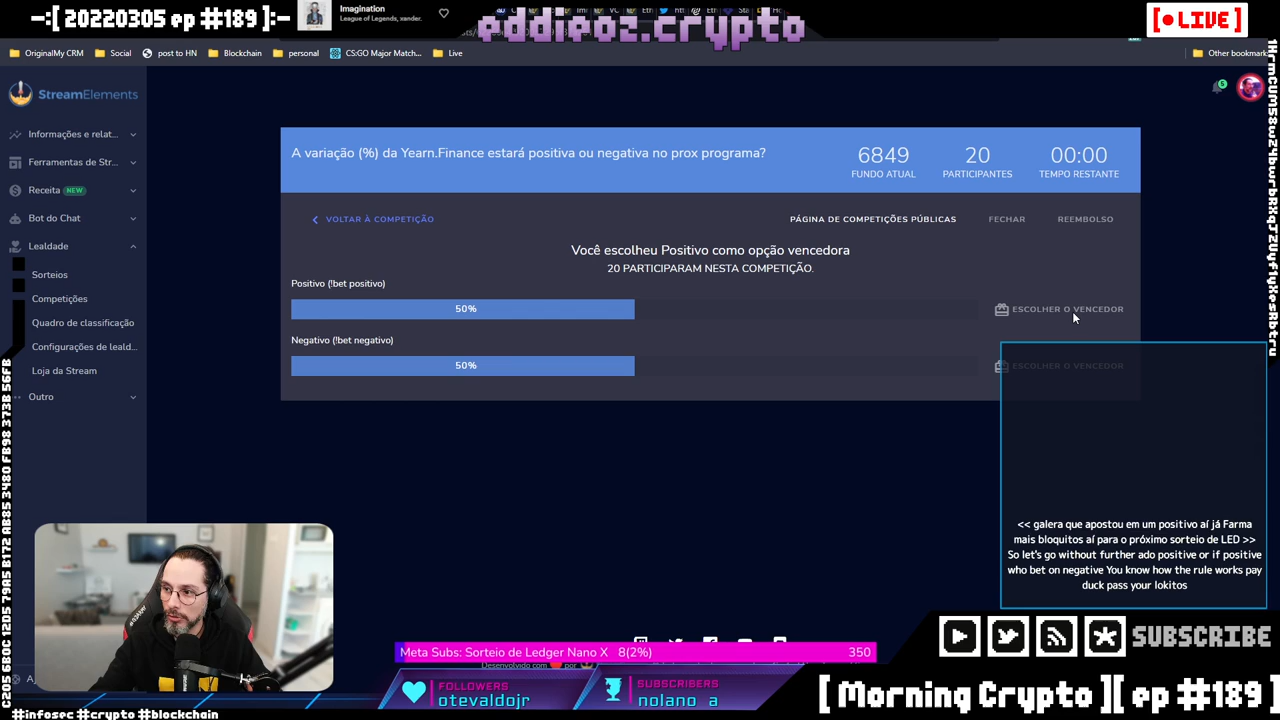 -:[ 20220305 ep #189 ]:-
Imagination
League of Legends, xander.
eddieoz.crypto
[●LIVE]
OriginalMy CRM
Social
post to HN
Blockchain
personal
CS:GO Major Match...
Live
Other bookmark
StreamElements
5
Informações e relat...
Ferramentas de Str...
Receita NEW
Bot do Chat
Lealdade
Sorteios
Competições
Quadro de classificação
Configurações de leald...
Loja da Stream
Outro
A variação (%) da Yearn.Finance estará positiva ou negativa no prox programa?
6849
FUNDO ATUAL
20
PARTICIPANTES
00:00
TEMPO RESTANTE
VOLTAR À COMPETIÇÃO
PÁGINA DE COMPETIÇÕES PÚBLICAS
FECHAR
REEMBOLSO
Você escolheu Positivo como opção vencedora
20 PARTICIPARAM NESTA COMPETIÇÃO.
Positivo (!bet positivo)
50%
ESCOLHER O VENCEDOR
Negativo (!bet negativo)
50%
ESCOLHER O VENCEDOR
<< galera que apostou em um positivo aí já Farma
mais bloquitos aí para o próximo sorteio de LED >>
So let's go without further ado positive or if positive
who bet on negative You know how the rule works pay
duck pass your lokitos
Meta Subs: Sorteio de Ledger Nano X 8(2%)
350
Desenvolvido com
por
FOLLOWERS
otevaldojr
SUBSCRIBERS
nolano_a
SUBSCRIBE
[ Morning Crypto ][ ep #189 ]
#infosec #crypto #blockchain